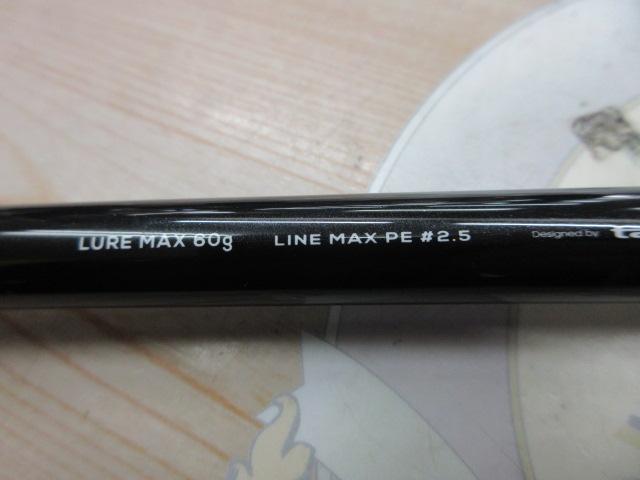 LURE MAX 60g LINE MAX PE #2.5 Designed by